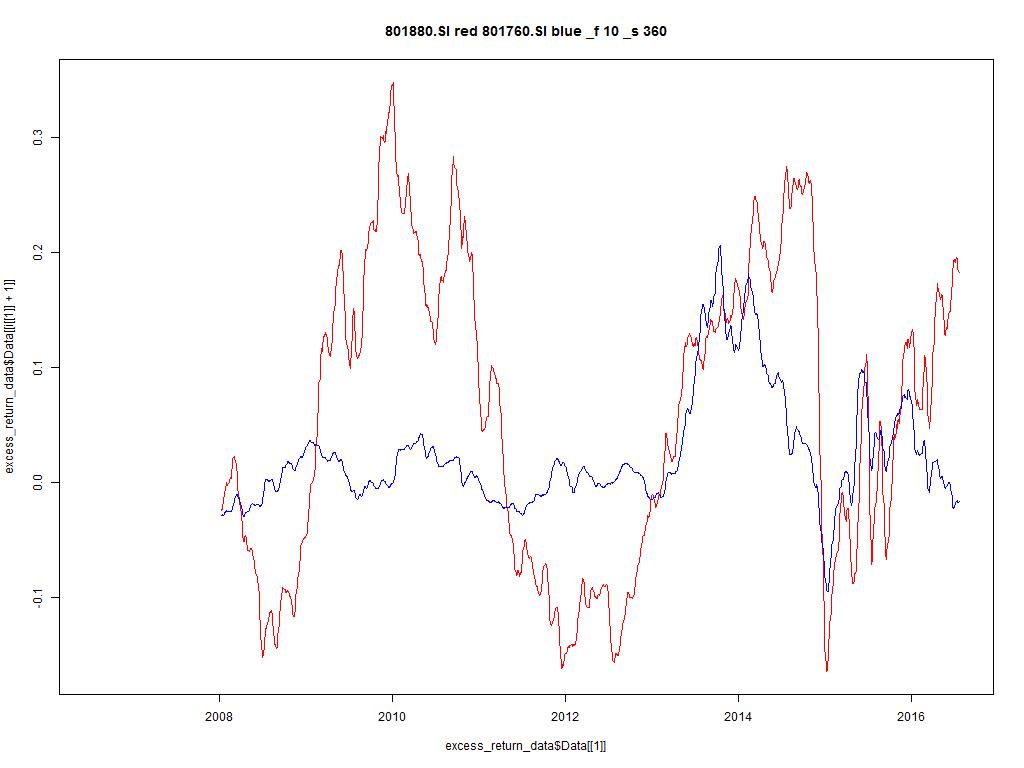 801880.SI red 801760.SI blue _f 10 _s 360
excess_return_data$Data[[i[1]] + 1]]
0.3
0.2
0.1
0.0
-0.1
2008 2010 2012 2014 2016
excess_return_data$Data[[1]]